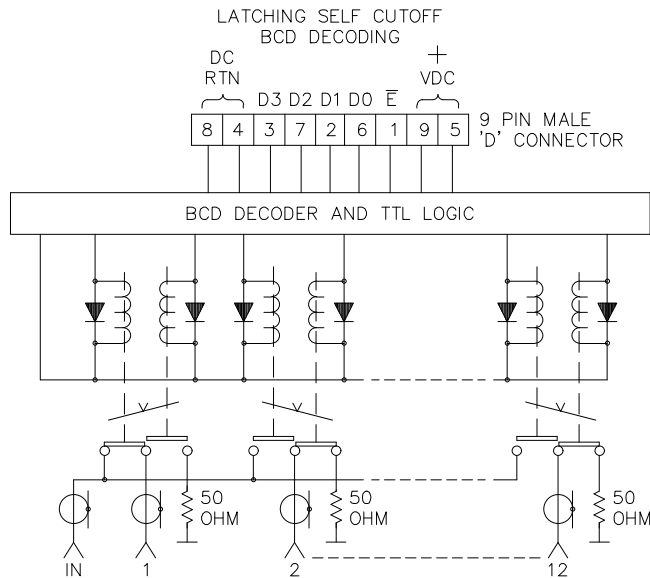 LATCHING SELF CUTOFF
BCD DECODING
DC
RTN
+
VDC
D3 D2 D1 D0 E̅
8 4 3 7 2 6 1 9 5
9 PIN MALE
'D' CONNECTOR
BCD DECODER AND TTL LOGIC
50
OHM
50
OHM
50
OHM
IN 1 2 12